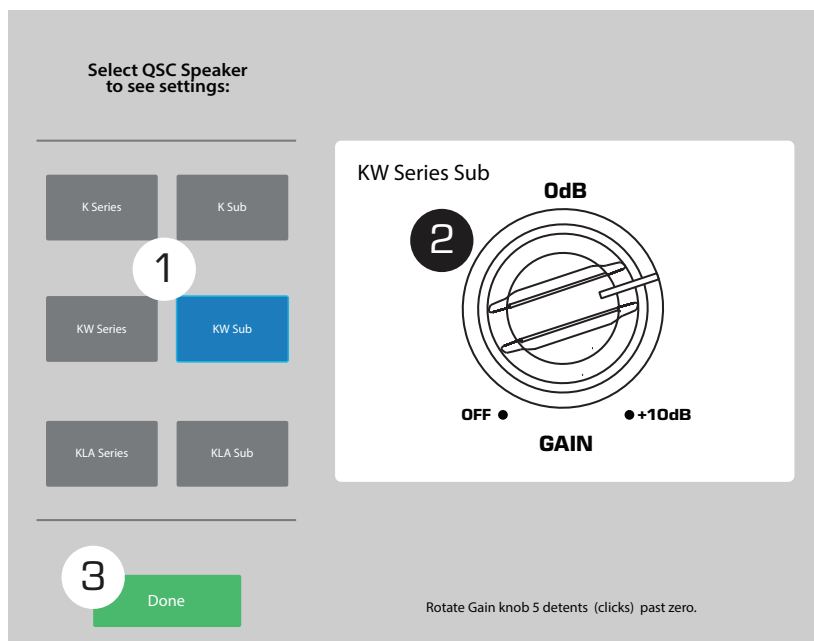 Select QSC Speaker
to see settings:
K Series
K Sub
1
KW Series
KW Sub
KLA Series
KLA Sub
3
Done
KW Series Sub
0dB
2
OFF
+10dB
GAIN
Rotate Gain knob 5 detents (clicks) past zero.